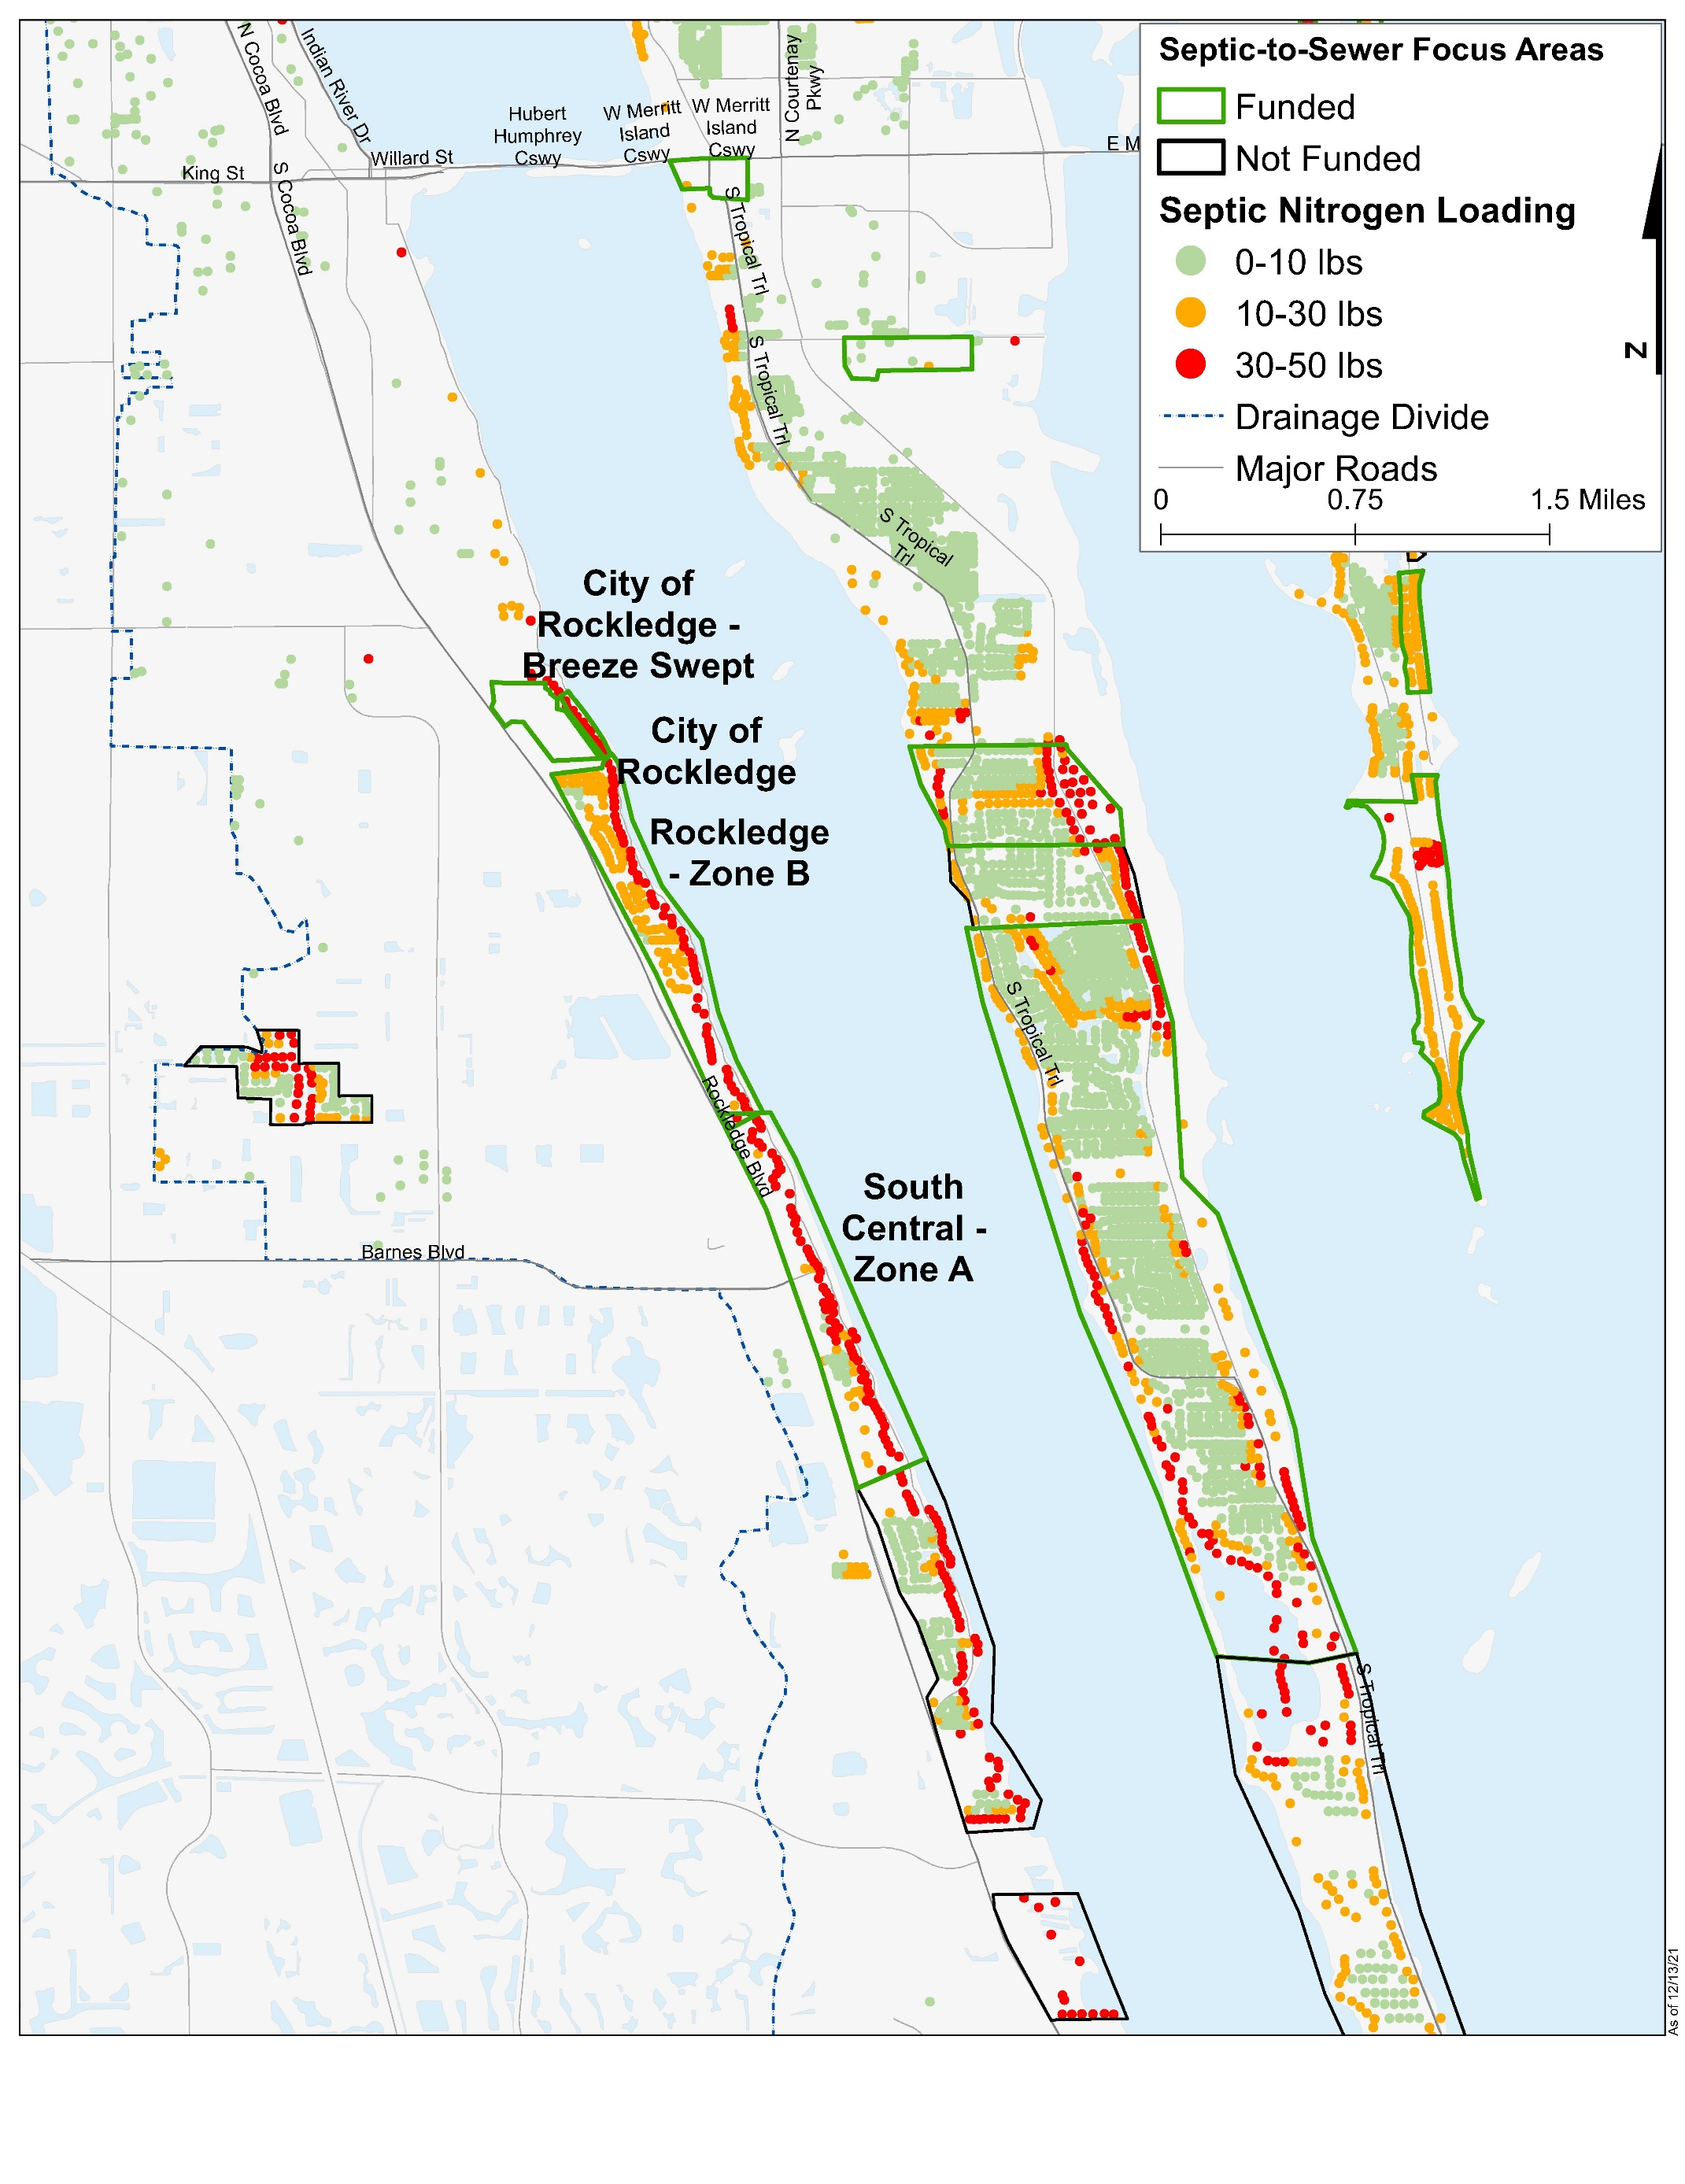 N Cocoa Blvd
Indian River Dr
Hubert
Humphrey
Cswy
W Merritt
Island
Cswy
W Merritt
Island
Cswy
N Courtenay
Pkwy
E M
King St
Willard St
S Cocoa Blvd
S Tropical Trl
S Tropical Trl
S Tropical
Trl
Septic-to-Sewer Focus Areas
Funded
Not Funded
Septic Nitrogen Loading
0-10 lbs
10-30 lbs
30-50 lbs
Drainage Divide
Major Roads
0 0.75 1.5 Miles
N
City of
Rockledge -
Breeze Swept
City of
Rockledge
Rockledge
- Zone B
S Tropical Trl
Rockledge Blvd
South
Central -
Zone A
Barnes Blvd
S Tropical Trl
As of 12/13/21